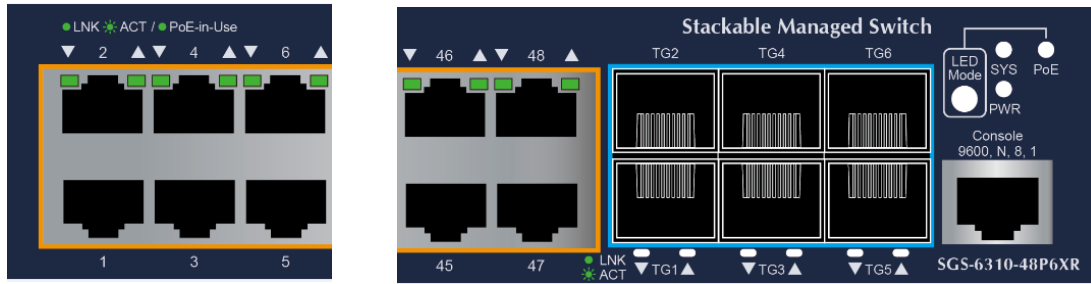 LNK ACT / PoE-in-Use
2 4 6
1 3 5
Stackable Managed Switch
46 48 TG2 TG4 TG6
LED
Mode
SYS PoE
PWR
Console
9600, N, 8, 1
45 47
LNK
ACT
TG1 TG3 TG5
SGS-6310-48P6XR